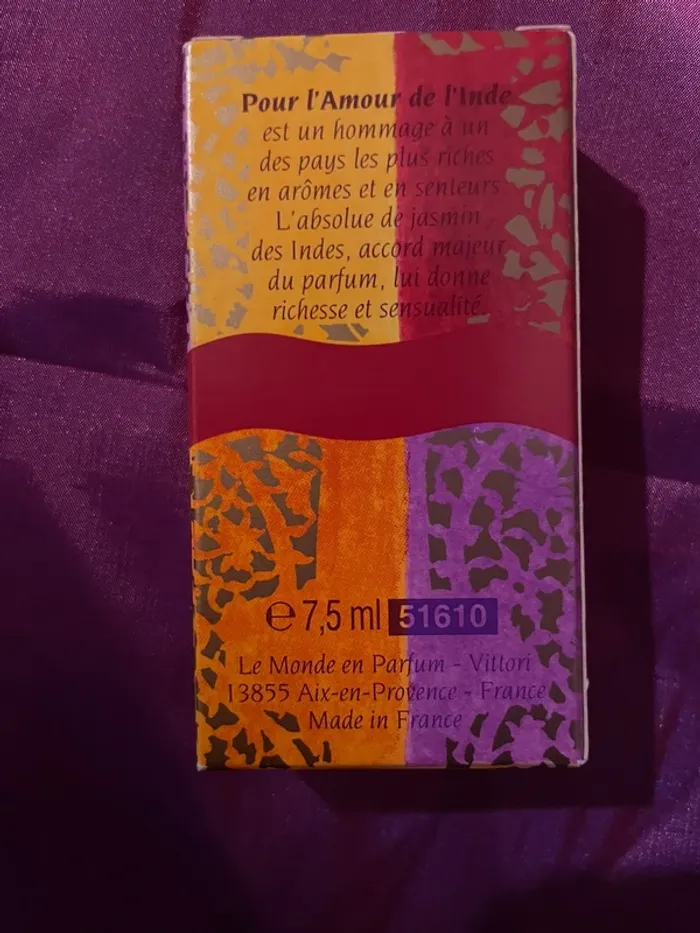 Pour l'Amour de l'Inde
est un hommage à un
des pays les plus riches
en arômes et en senteurs.
L'absolue de jasmin
des Indes, accord majeur
du parfum, lui donne
richesse et sensualité.
℮ 7,5 ml 51610
Le Monde en Parfum - Vittori
13855 Aix-en-Provence - France
Made in France